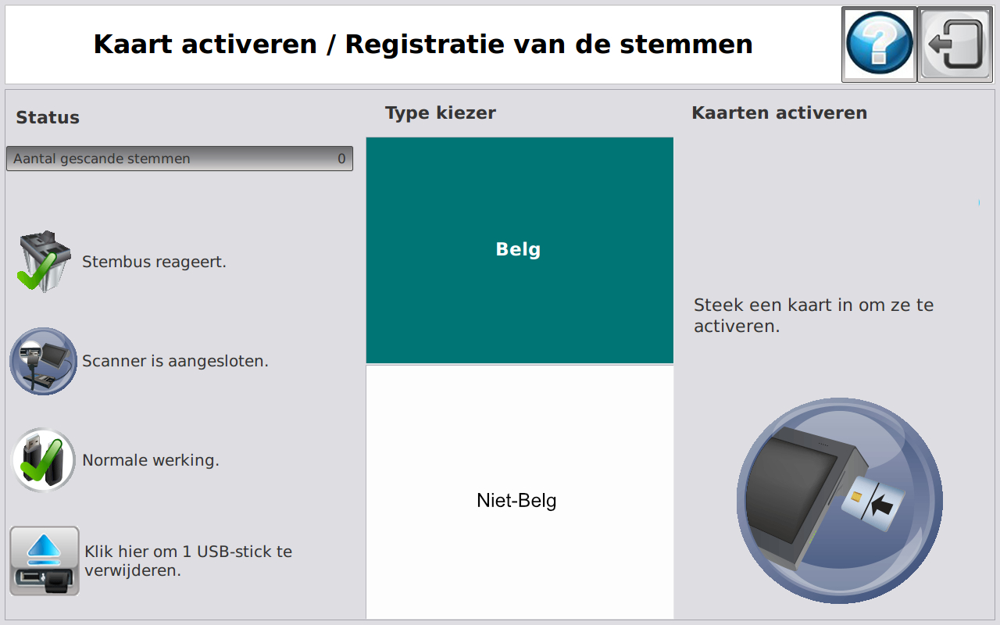 Kaart activeren / Registratie van de stemmen
Status
Aantal gescande stemmen 0
Stembus reageert.
Scanner is aangesloten.
Normale werking.
Klik hier om 1 USB-stick te
verwijderen.
Type kiezer
Belg
Niet-Belg
Kaarten activeren
Steek een kaart in om ze te
activeren.